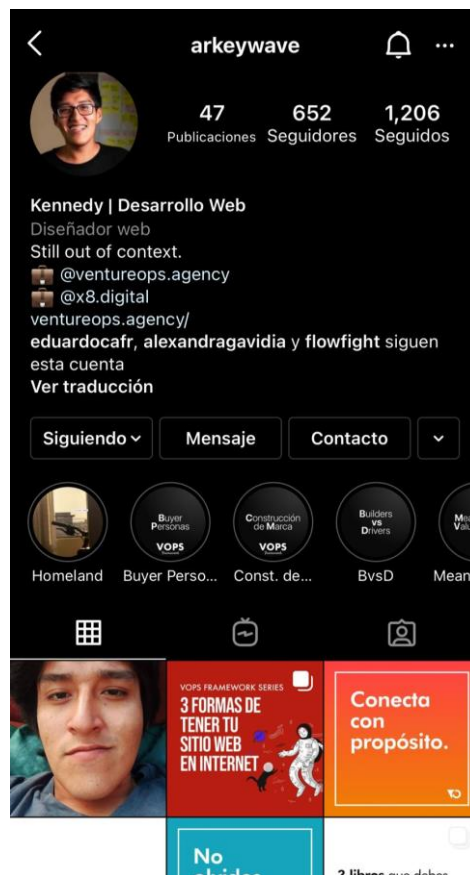 arkeywave
47 652 1,206
Publicaciones Seguidores Seguidos
Kennedy | Desarrollo Web
Diseñador web
Still out of context.
@ventureops.agency
@x8.digital
ventureops.agency/
eduardocafr, alexandragavidia y flowfight siguen
esta cuenta
Ver traducción
Siguiendo Mensaje Contacto
Buyer
Personas
VOPS
Construcción
de Marca
VOPS
Builders
vs
Drivers
Homeland Buyer Perso... Const. de... BvsD Mean
VOPS FRAMEWORK SERIES
3 FORMAS DE
TENER TU
SITIO WEB
EN INTERNET
Conecta
con
propósito.
No
3 libros que debes